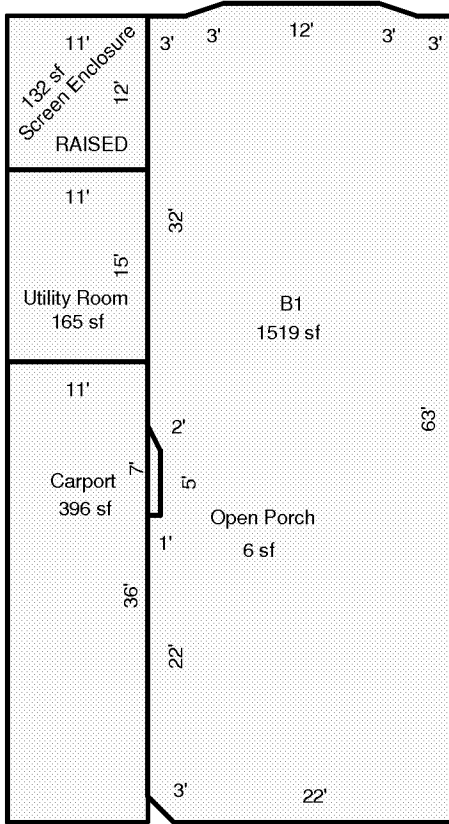 11'
3'
3'
12'
3'
3'
132 sf
Screen Enclosure
12'
RAISED
11'
32'
15'
Utility Room
165 sf
B1
1519 sf
11'
63'
2'
7'
5'
Carport
396 sf
Open Porch
6 sf
1'
36'
22'
3'
22'